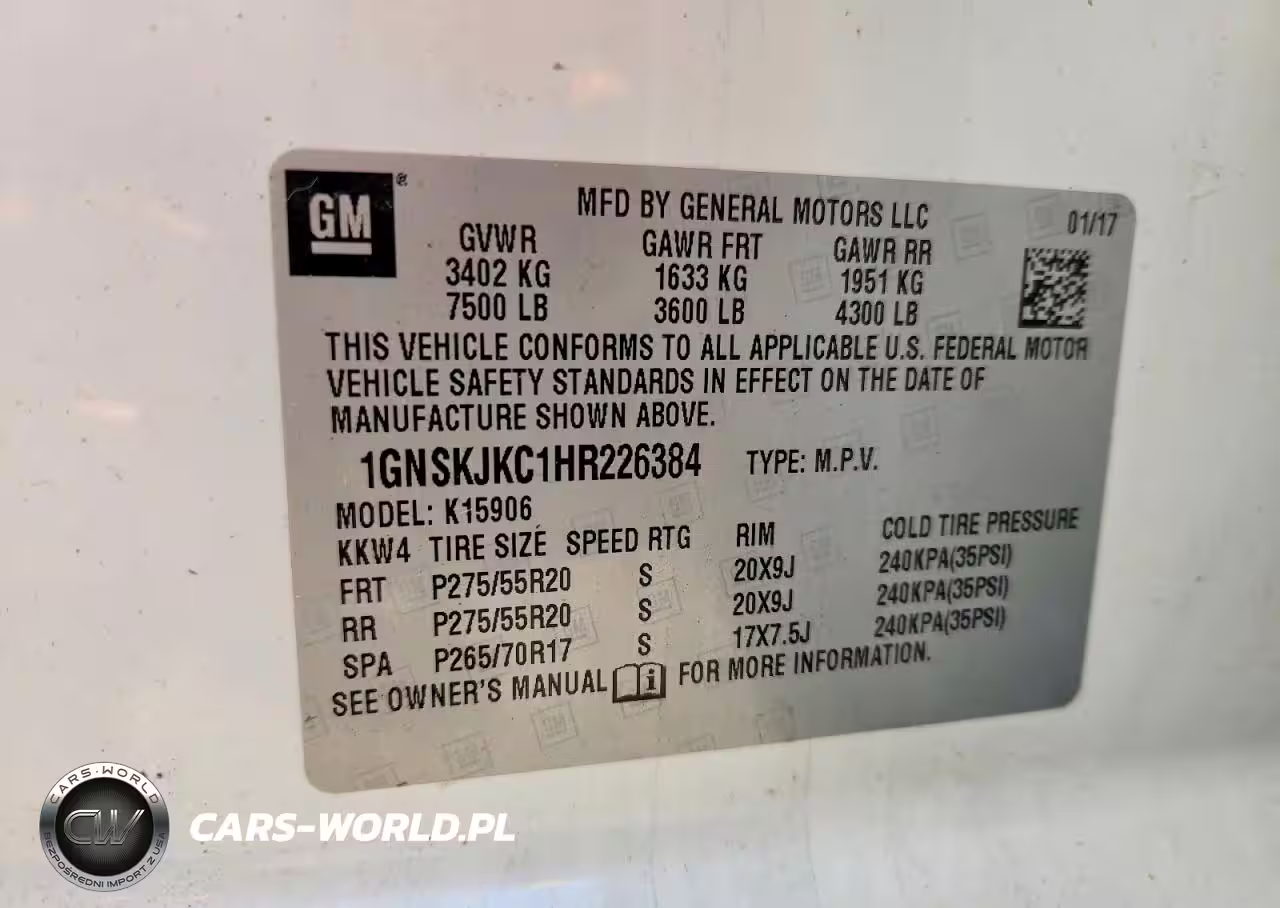 GM®
MFD BY GENERAL MOTORS LLC 01/17
GVWR GAWR FRT GAWR RR
3402 KG 1633 KG 1951 KG
7500 LB 3600 LB 4300 LB
THIS VEHICLE CONFORMS TO ALL APPLICABLE U.S. FEDERAL MOTOR
VEHICLE SAFETY STANDARDS IN EFFECT ON THE DATE OF
MANUFACTURE SHOWN ABOVE.
1GNSKJKC1HR226384 TYPE: M.P.V.
MODEL: K15906
KKW4 TIRE SIZE SPEED RTG RIM COLD TIRE PRESSURE
FRT P275/55R20 S 20X9J 240KPA(35PSI)
RR P275/55R20 S 20X9J 240KPA(35PSI)
SPA P265/70R17 S 17X7.5J 240KPA(35PSI)
SEE OWNER'S MANUAL i FOR MORE INFORMATION.
CARS-WORLD
CW
BEZPOŚREDNI IMPORT Z USA
CARS-WORLD.PL